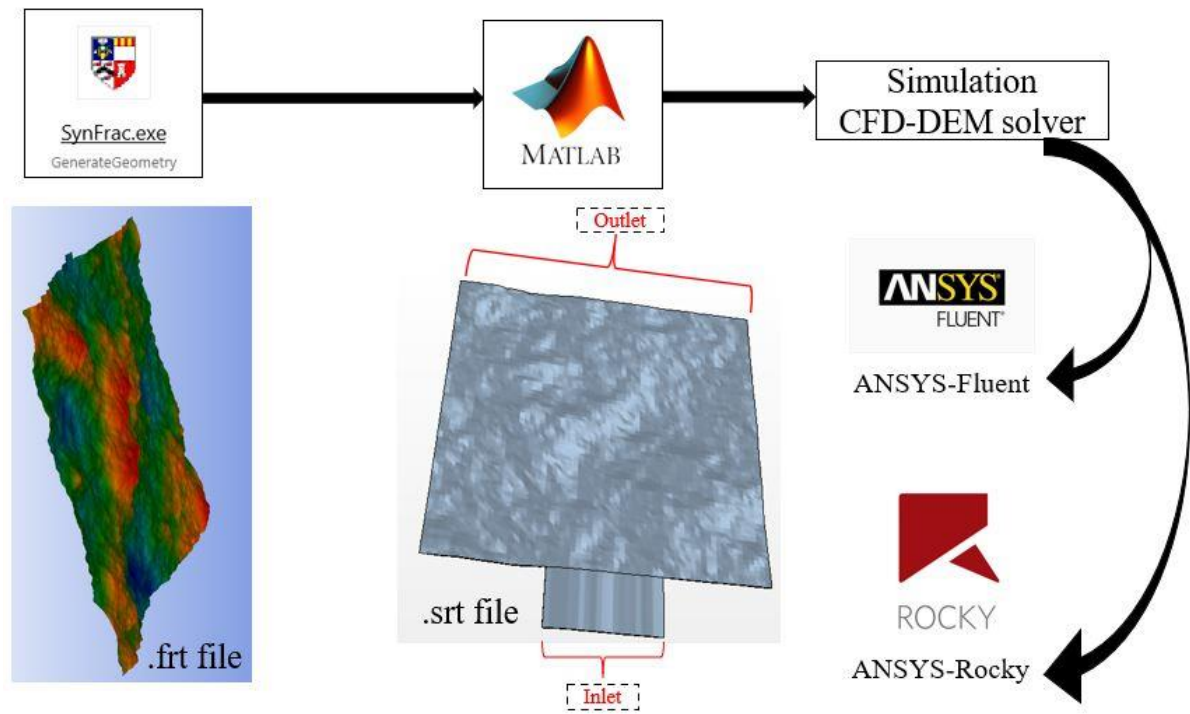 SynFrac.exe
GenerateGeometry
MATLAB
Simulation
CFD-DEM solver
Outlet
ANSYS®
FLUENT®
ANSYS-Fluent
.srt file
.frt file
ROCKY
ANSYS-Rocky
Inlet